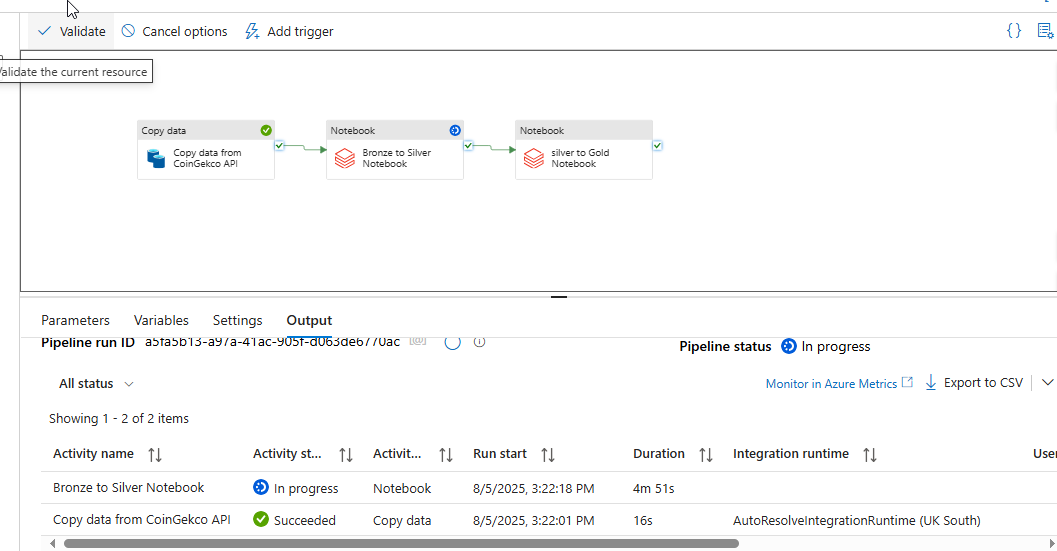 Validate Cancel options Add trigger {}
Validate the current resource
Copy data Notebook Notebook
Copy data from Bronze to Silver silver to Gold
CoinGekco API Notebook Notebook
Parameters Variables Settings Output
Pipeline run ID a5fa5b13-a97a-41ac-905f-d063de6770ac Pipeline status In progress
All status Monitor in Azure Metrics Export to CSV
Showing 1 - 2 of 2 items
Activity name Activity st... Activit... Run start Duration Integration runtime User
Bronze to Silver Notebook In progress Notebook 8/5/2025, 3:22:18 PM 4m 51s
Copy data from CoinGekco API Succeeded Copy data 8/5/2025, 3:22:01 PM 16s AutoResolveIntegrationRuntime (UK South)